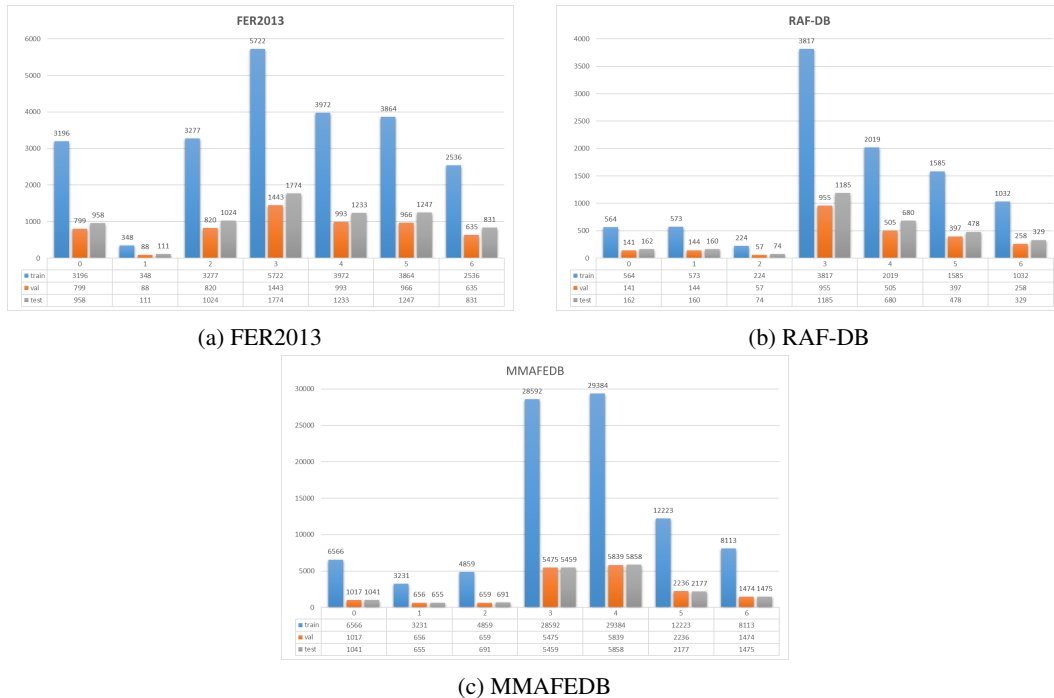 FER2013
6000
5000
4000
3000
2000
1000
0
3196 799 958 348 88 111 3277 820 1024 5722 1443 1774 3972 993 1233 3864 966 1247 2536 635 831
0 1 2 3 4 5 6
train 3196 348 3277 5722 3972 3864 2536
val 799 88 820 1443 993 966 635
test 958 111 1024 1774 1233 1247 831
(a) FER2013
RAF-DB
4000
3500
3000
2500
2000
1500
1000
500
0
564 141 162 573 144 160 224 57 74 3817 955 1185 2019 505 680 1585 397 478 1032 258 329
0 1 2 3 4 5 6
train 564 573 224 3817 2019 1585 1032
val 141 144 57 955 505 397 258
test 162 160 74 1185 680 478 329
(b) RAF-DB
MMAFEDB
30000
25000
20000
15000
10000
5000
0
6566 1017 1041 3231 656 655 4859 659 691 28592 5475 5459 29384 5839 5858 12223 2236 2177 8113 1474 1475
0 1 2 3 4 5 6
train 6566 3231 4859 28592 29384 12223 8113
val 1017 656 659 5475 5839 2236 1474
test 1041 655 691 5459 5858 2177 1475
(c) MMAFEDB